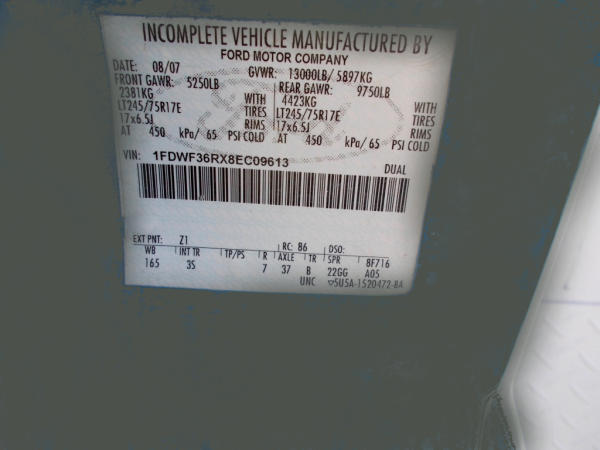 INCOMPLETE VEHICLE MANUFACTURED BY
FORD MOTOR COMPANY
DATE: 08/07 GVWR: 13000LB/ 5897KG
FRONT GAWR: 5250LB REAR GAWR: 9750LB
2381KG WITH 4423KG WITH
LT245/75R17E TIRES LT245/75R17E TIRES
17x6.5J RIMS 17x6.5J RIMS
AT 450 kPa/ 65 PSI COLD AT 450 kPa/ 65 PSI COLD
VIN: 1FDWF36RX8EC09613 DUAL
EXT PNT: Z1 RC: 86 DSO:
WB INT TR TP/PS R AXLE TR SPR 8F716
165 3S 7 37 B 22GG A05
UNC ▽5U5A-1520472-BA